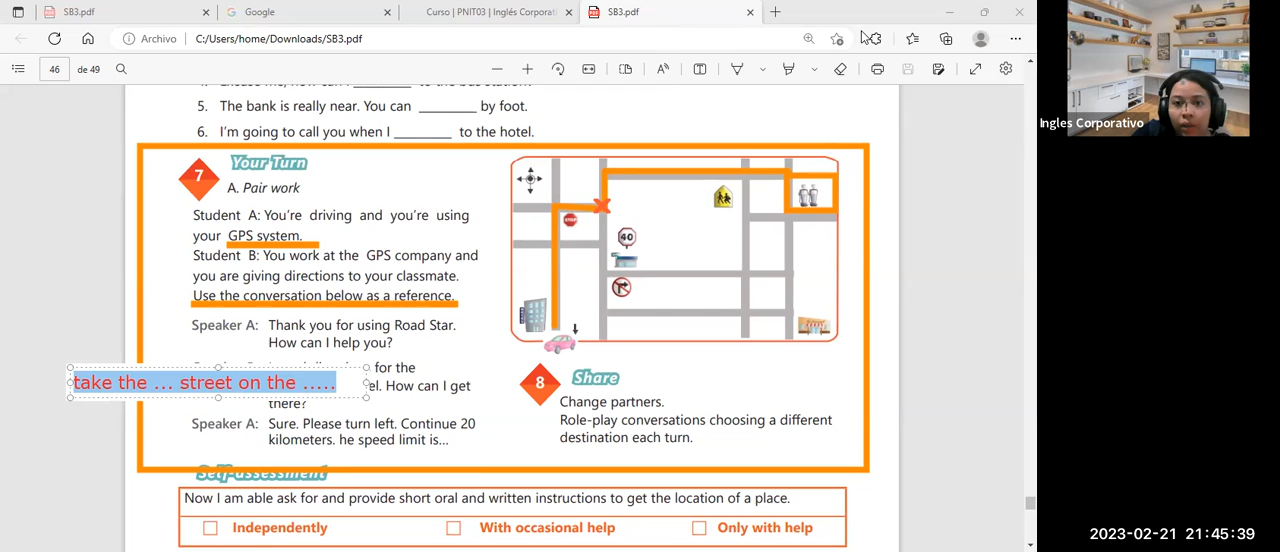 SB3.pdf
Google
Curso | PNIT03 | Inglés Corporati
SB3.pdf
Archivo
C:/Users/home/Downloads/SB3.pdf
46
de 49
5. The bank is really near. You can ________ by foot.
6. I'm going to call you when I ________ to the hotel.
7
Your Turn
A. Pair work
Student A: You're driving and you're using
your GPS system.
Student B: You work at the GPS company and
you are giving directions to your classmate.
Use the conversation below as a reference.
Speaker A: Thank you for using Road Star.
How can I help you?
for the
take the ... street on the .....
el. How can I get
there?
Speaker A: Sure. Please turn left. Continue 20
kilometers. he speed limit is...
STOP
40
8
Share
Change partners.
Role-play conversations choosing a different
destination each turn.
Self-assessment
Now I am able ask for and provide short oral and written instructions to get the location of a place.
Independently
With occasional help
Only with help
Ingles Corporativo
2023-02-21 21:45:39